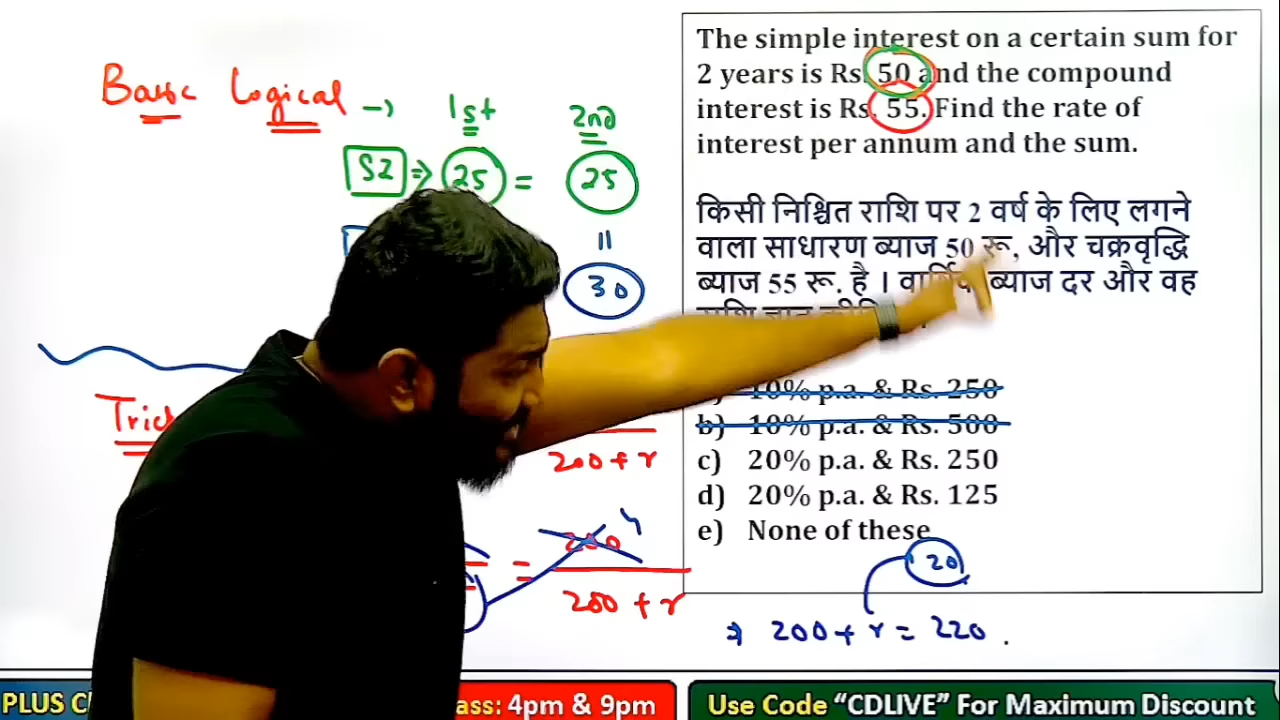 Basic Logical → 1st 2nd
SI ⇒ 25 = 25
=
30
Trick
200 + r
= 200 4
200 + r
The simple interest on a certain sum for
2 years is Rs. 50 and the compound
interest is Rs. 55. Find the rate of
interest per annum and the sum.
किसी निश्चित राशि पर 2 वर्ष के लिए लगने
वाला साधारण ब्याज 50 रू, और चक्रवृद्धि
ब्याज 55 रू. है । ब्याज दर और वह
10% p.a. & Rs. 250
b) 10% p.a. & Rs. 500
c) 20% p.a. & Rs. 250
d) 20% p.a. & Rs. 125
e) None of these
20
⇒ 200 + r = 220 .
PLUS
ass: 4pm & 9pm
Use Code “CDLIVE” For Maximum Discount